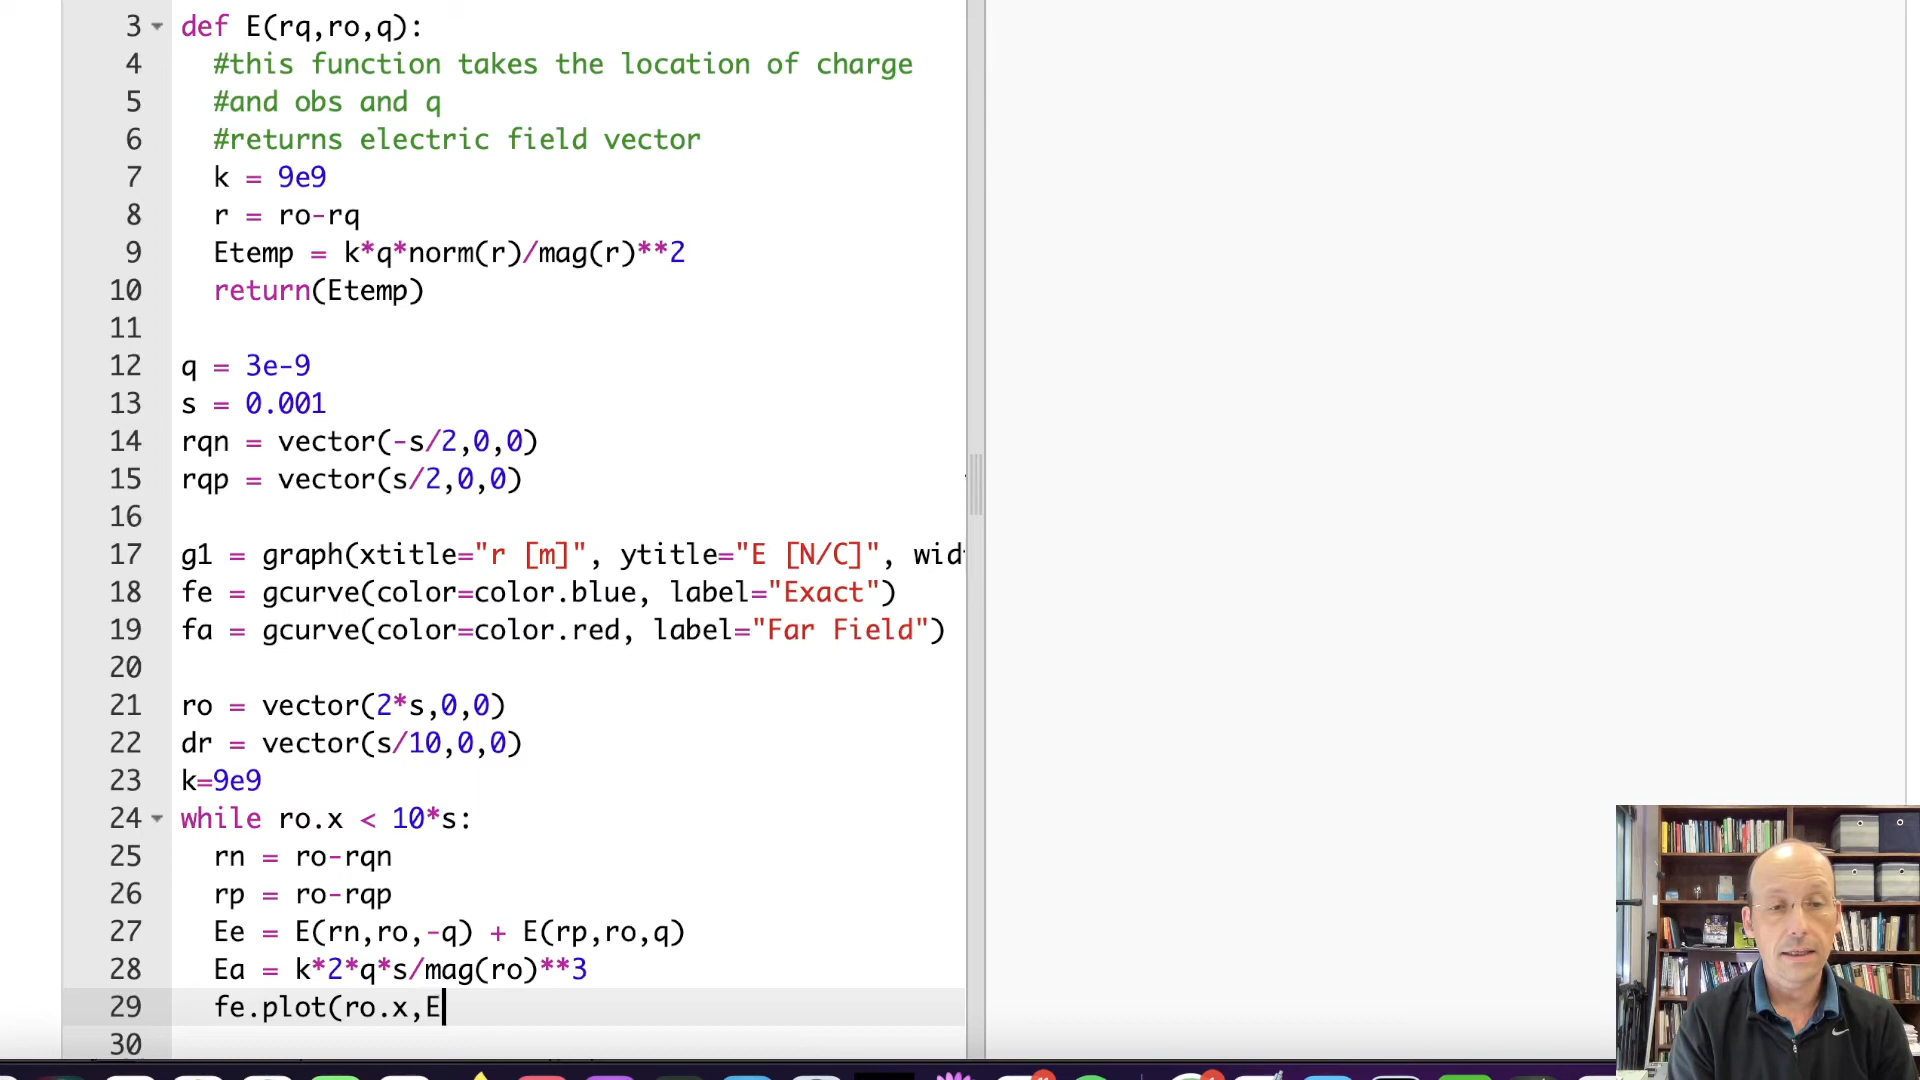 3 def E(rq,ro,q):
4 #this function takes the location of charge
5 #and obs and q
6 #returns electric field vector
7 k = 9e9
8 r = ro-rq
9 Etemp = k*q*norm(r)/mag(r)**2
10 return(Etemp)
11
12 q = 3e-9
13 s = 0.001
14 rqn = vector(-s/2,0,0)
15 rqp = vector(s/2,0,0)
16
17 g1 = graph(xtitle="r [m]", ytitle="E [N/C]", wid
18 fe = gcurve(color=color.blue, label="Exact")
19 fa = gcurve(color=color.red, label="Far Field")
20
21 ro = vector(2*s,0,0)
22 dr = vector(s/10,0,0)
23 k=9e9
24 while ro.x < 10*s:
25 rn = ro-rqn
26 rp = ro-rqp
27 Ee = E(rn,ro,-q) + E(rp,ro,q)
28 Ea = k*2*q*s/mag(ro)**3
29 fe.plot(ro.x,E
30